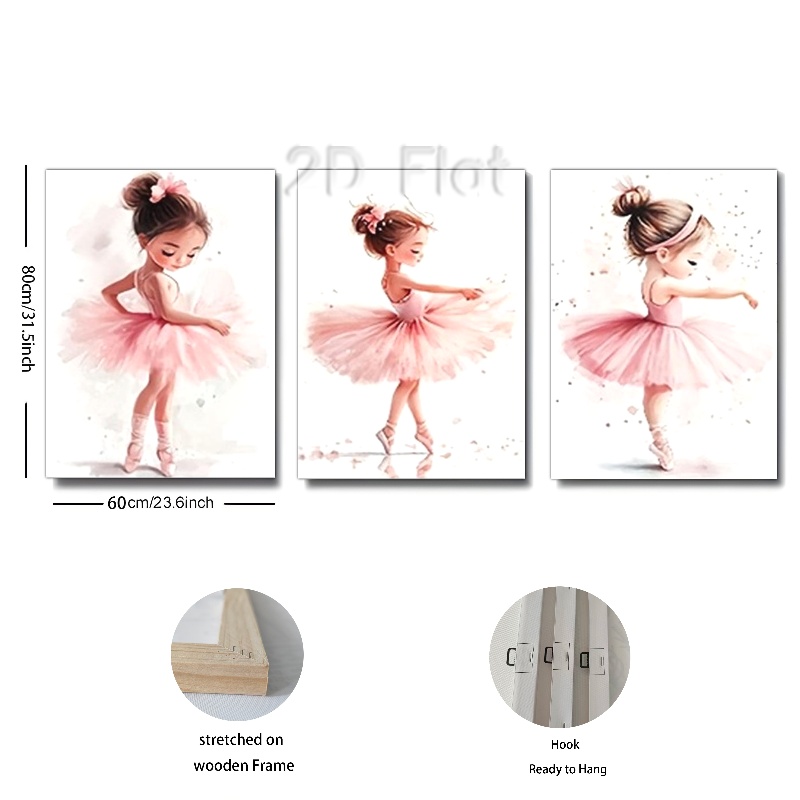 2D Flat
80cm/31.5inch
60cm/23.6inch
stretched on
wooden Frame
Hook
Ready to Hang